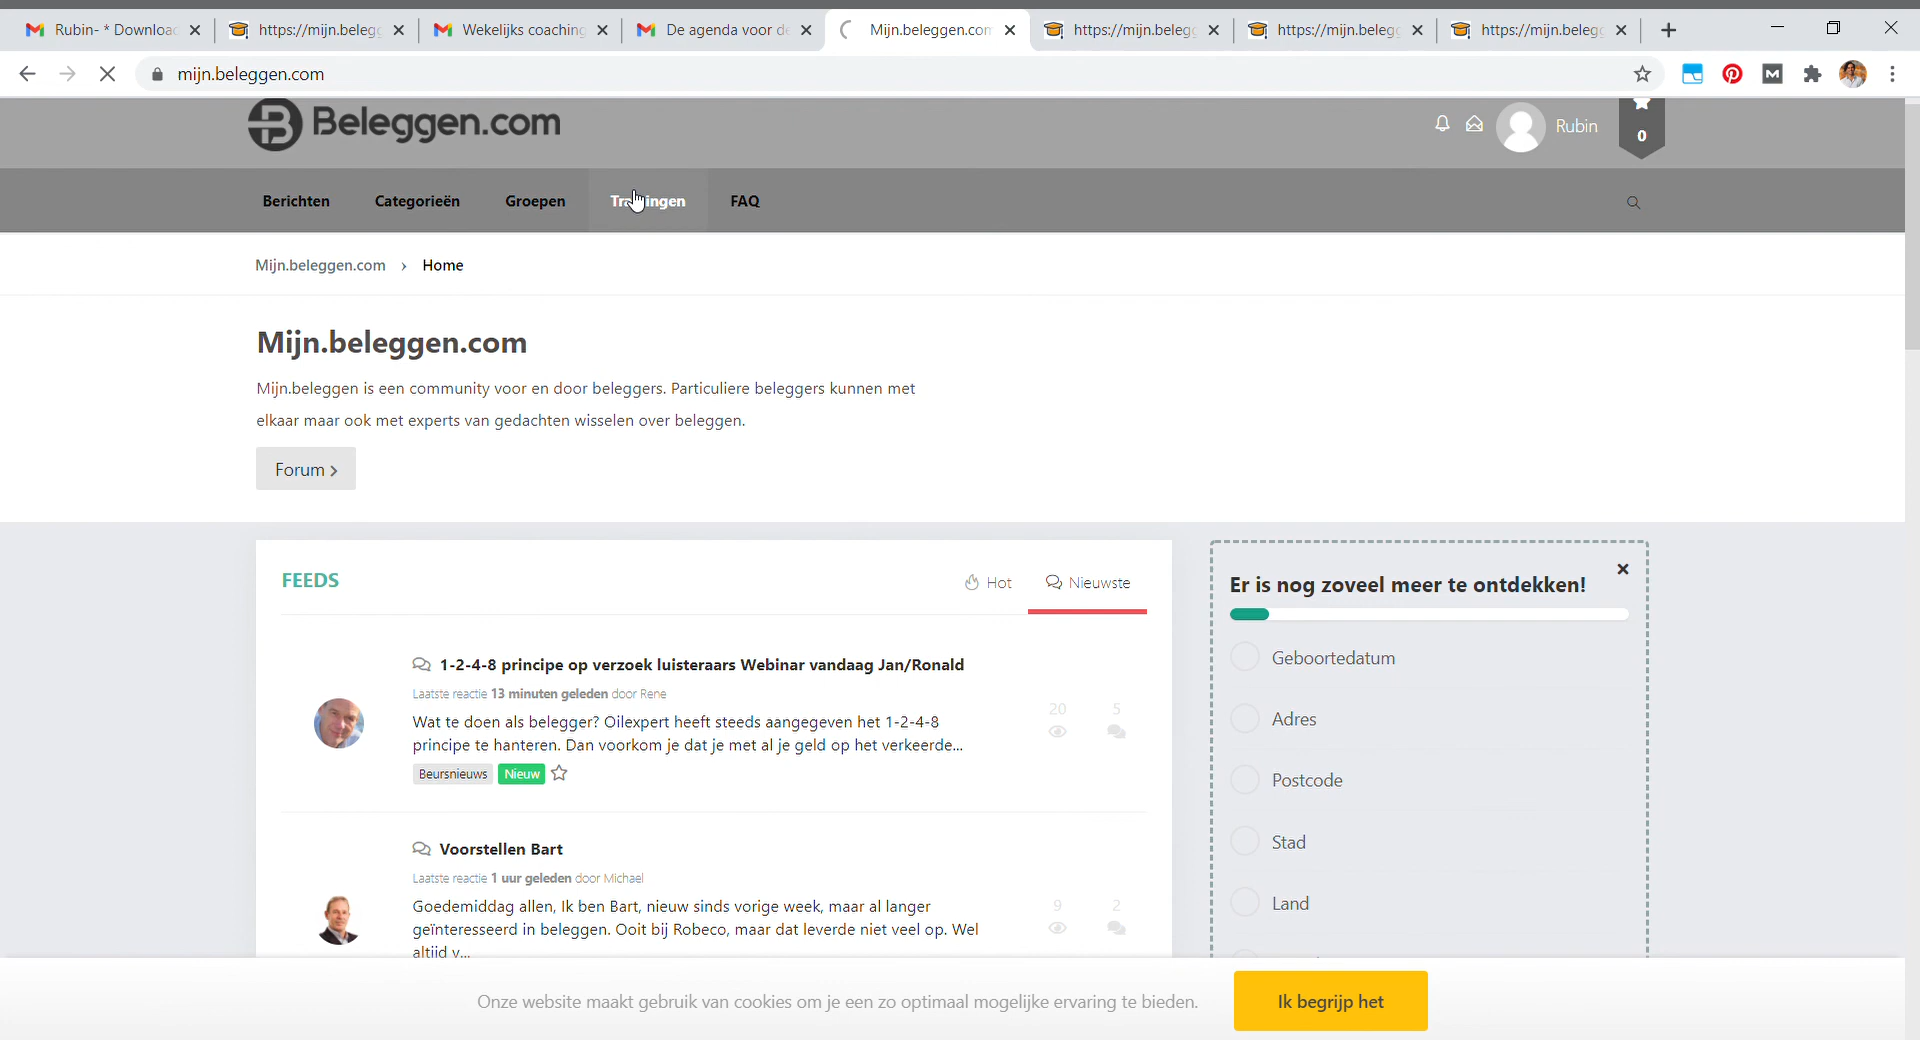 Rubin- * Downloac
https://mijn.beleg
Wekelijks coaching
De agenda voor de
Mijn.beleggen.com
https://mijn.beleg
https://mijn.beleg
https://mijn.beleg
mijn.beleggen.com
Beleggen.com
Rubin
0
Berichten
Categorieën
Groepen
Trainingen
FAQ
Mijn.beleggen.com > Home
Mijn.beleggen.com
Mijn.beleggen is een community voor en door beleggers. Particuliere beleggers kunnen met
elkaar maar ook met experts van gedachten wisselen over beleggen.
Forum >
FEEDS
Hot
Nieuwste
1-2-4-8 principe op verzoek luisteraars Webinar vandaag Jan/Ronald
Laatste reactie 13 minuten geleden door Rene
Wat te doen als belegger? Oilexpert heeft steeds aangegeven het 1-2-4-8
principe te hanteren. Dan voorkom je dat je met al je geld op het verkeerde...
20
5
Beursnieuws
Nieuw
Voorstellen Bart
Laatste reactie 1 uur geleden door Michael
Goedemiddag allen, Ik ben Bart, nieuw sinds vorige week, maar al langer
geïnteresseerd in beleggen. Ooit bij Robeco, maar dat leverde niet veel op. Wel
altijd v...
9
2
Er is nog zoveel meer te ontdekken!
Geboortedatum
Adres
Postcode
Stad
Land
Onze website maakt gebruik van cookies om je een zo optimaal mogelijke ervaring te bieden.
Ik begrijp het